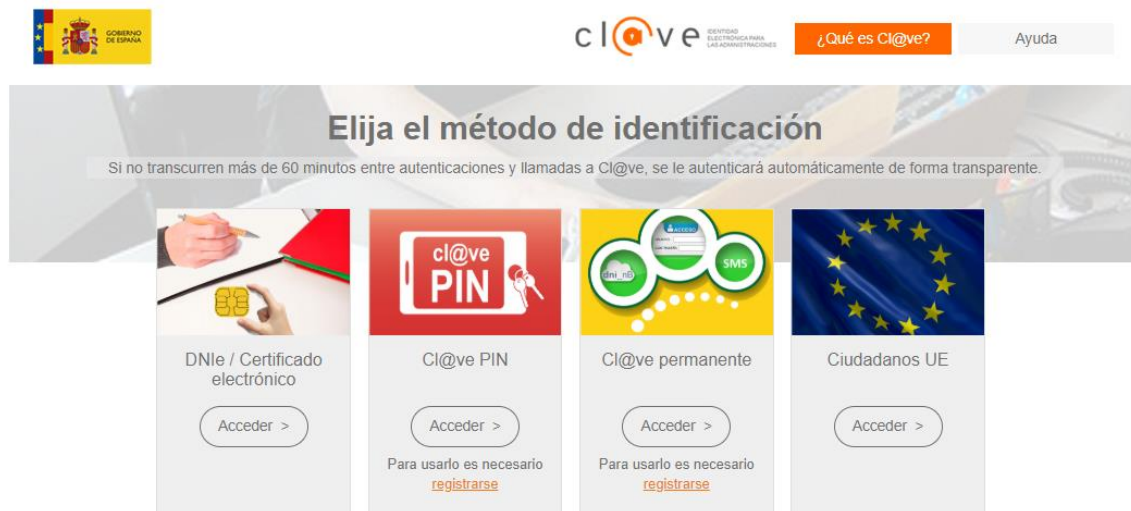 GOBIERNO
DE ESPAÑA
cl@ve
IDENTIDAD
ELECTRÓNICA PARA
LAS ADMINISTRACIONES
¿Qué es Cl@ve?
Ayuda
Elija el método de identificación
Si no transcurren más de 60 minutos entre autenticaciones y llamadas a Cl@ve, se le autenticará automáticamente de forma transparente.
cl@ve
PIN
ACCESO
dni_nB
SMS
DNIe / Certificado
electrónico
Cl@ve PIN
Cl@ve permanente
Ciudadanos UE
Acceder >
Acceder >
Acceder >
Acceder >
Para usarlo es necesario
registrarse
Para usarlo es necesario
registrarse